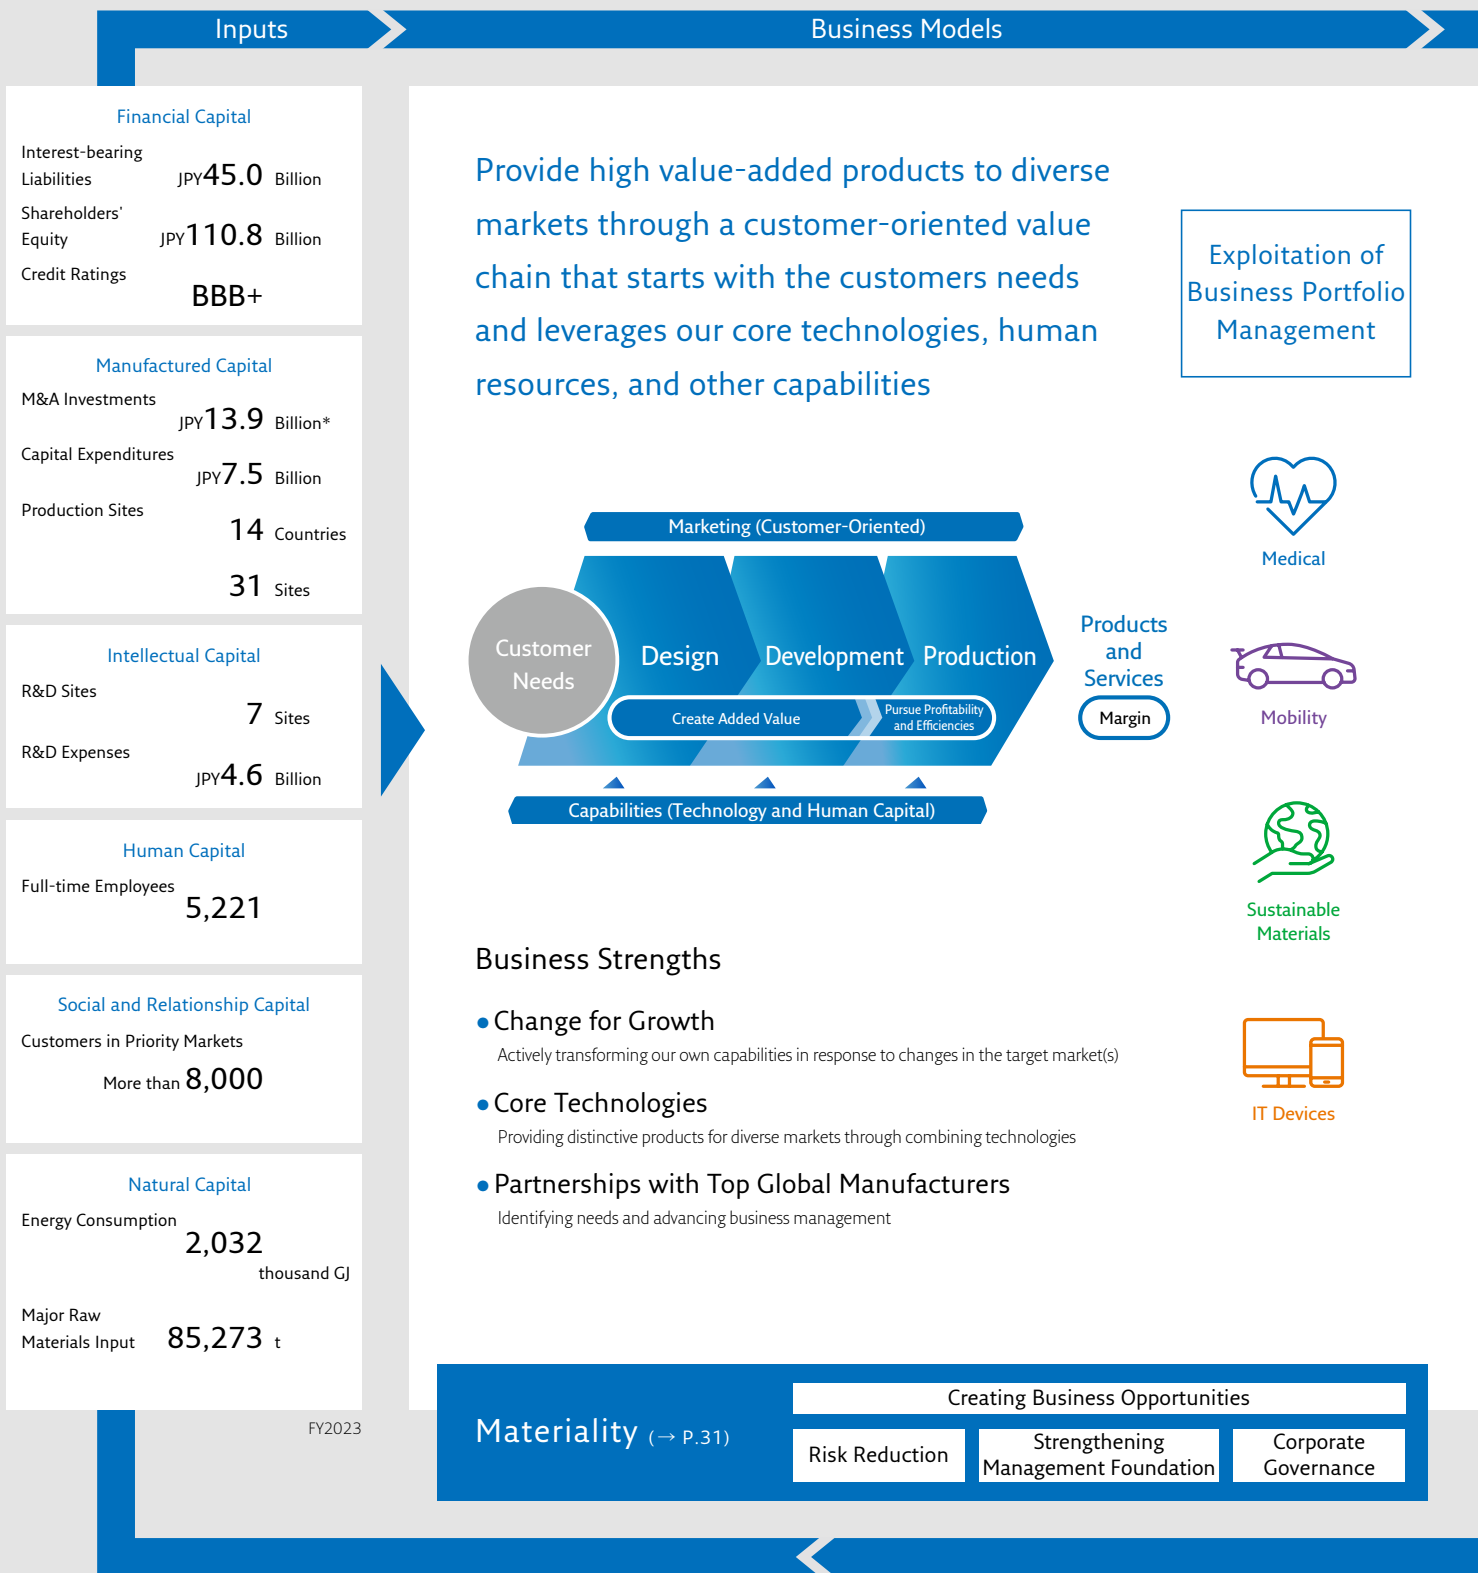 Inputs
Business Models
Financial Capital
Interest-bearing
Liabilities JPY45.0 Billion
Shareholders'
Equity JPY110.8 Billion
Credit Ratings
BBB+
Manufactured Capital
M&A Investments
JPY13.9 Billion*
Capital Expenditures
JPY7.5 Billion
Production Sites
14 Countries
31 Sites
Intellectual Capital
R&D Sites
7 Sites
R&D Expenses
JPY4.6 Billion
Human Capital
Full-time Employees
5,221
Social and Relationship Capital
Customers in Priority Markets
More than 8,000
Natural Capital
Energy Consumption
2,032
thousand GJ
Major Raw
Materials Input 85,273 t
FY2023
Provide high value-added products to diverse
markets through a customer-oriented value
chain that starts with the customers needs
and leverages our core technologies, human
resources, and other capabilities
Marketing (Customer-Oriented)
Customer
Needs
Design
Development
Production
Create Added Value
Pursue Profitability
and Efficiencies
Capabilities (Technology and Human Capital)
Products
and
Services
Margin
Exploitation of
Business Portfolio
Management
Medical
Mobility
Sustainable
Materials
IT Devices
Business Strengths
●Change for Growth
Actively transforming our own capabilities in response to changes in the target market(s)
●Core Technologies
Providing distinctive products for diverse markets through combining technologies
●Partnerships with Top Global Manufacturers
Identifying needs and advancing business management
Materiality (→ P.31)
Creating Business Opportunities
Risk Reduction
Strengthening
Management Foundation
Corporate
Governance